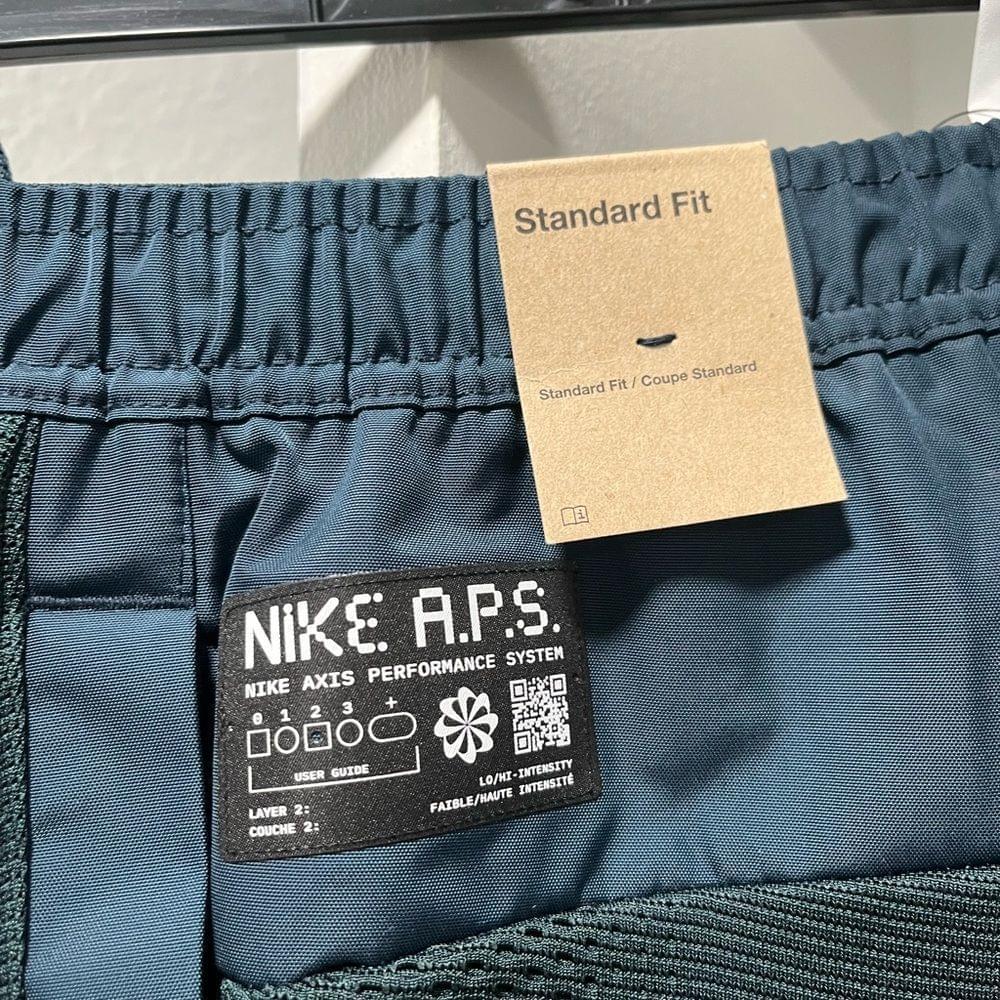 Standard Fit
Standard Fit / Coupe Standard
NiKE A.P.S.
NIKE AXIS PERFORMANCE SYSTEM
0 1 2 3 +
USER GUIDE
LAYER 2:
COUCHE 2:
LO/HI-INTENSITY
FAIBLE/HAUTE INTENSITÉ